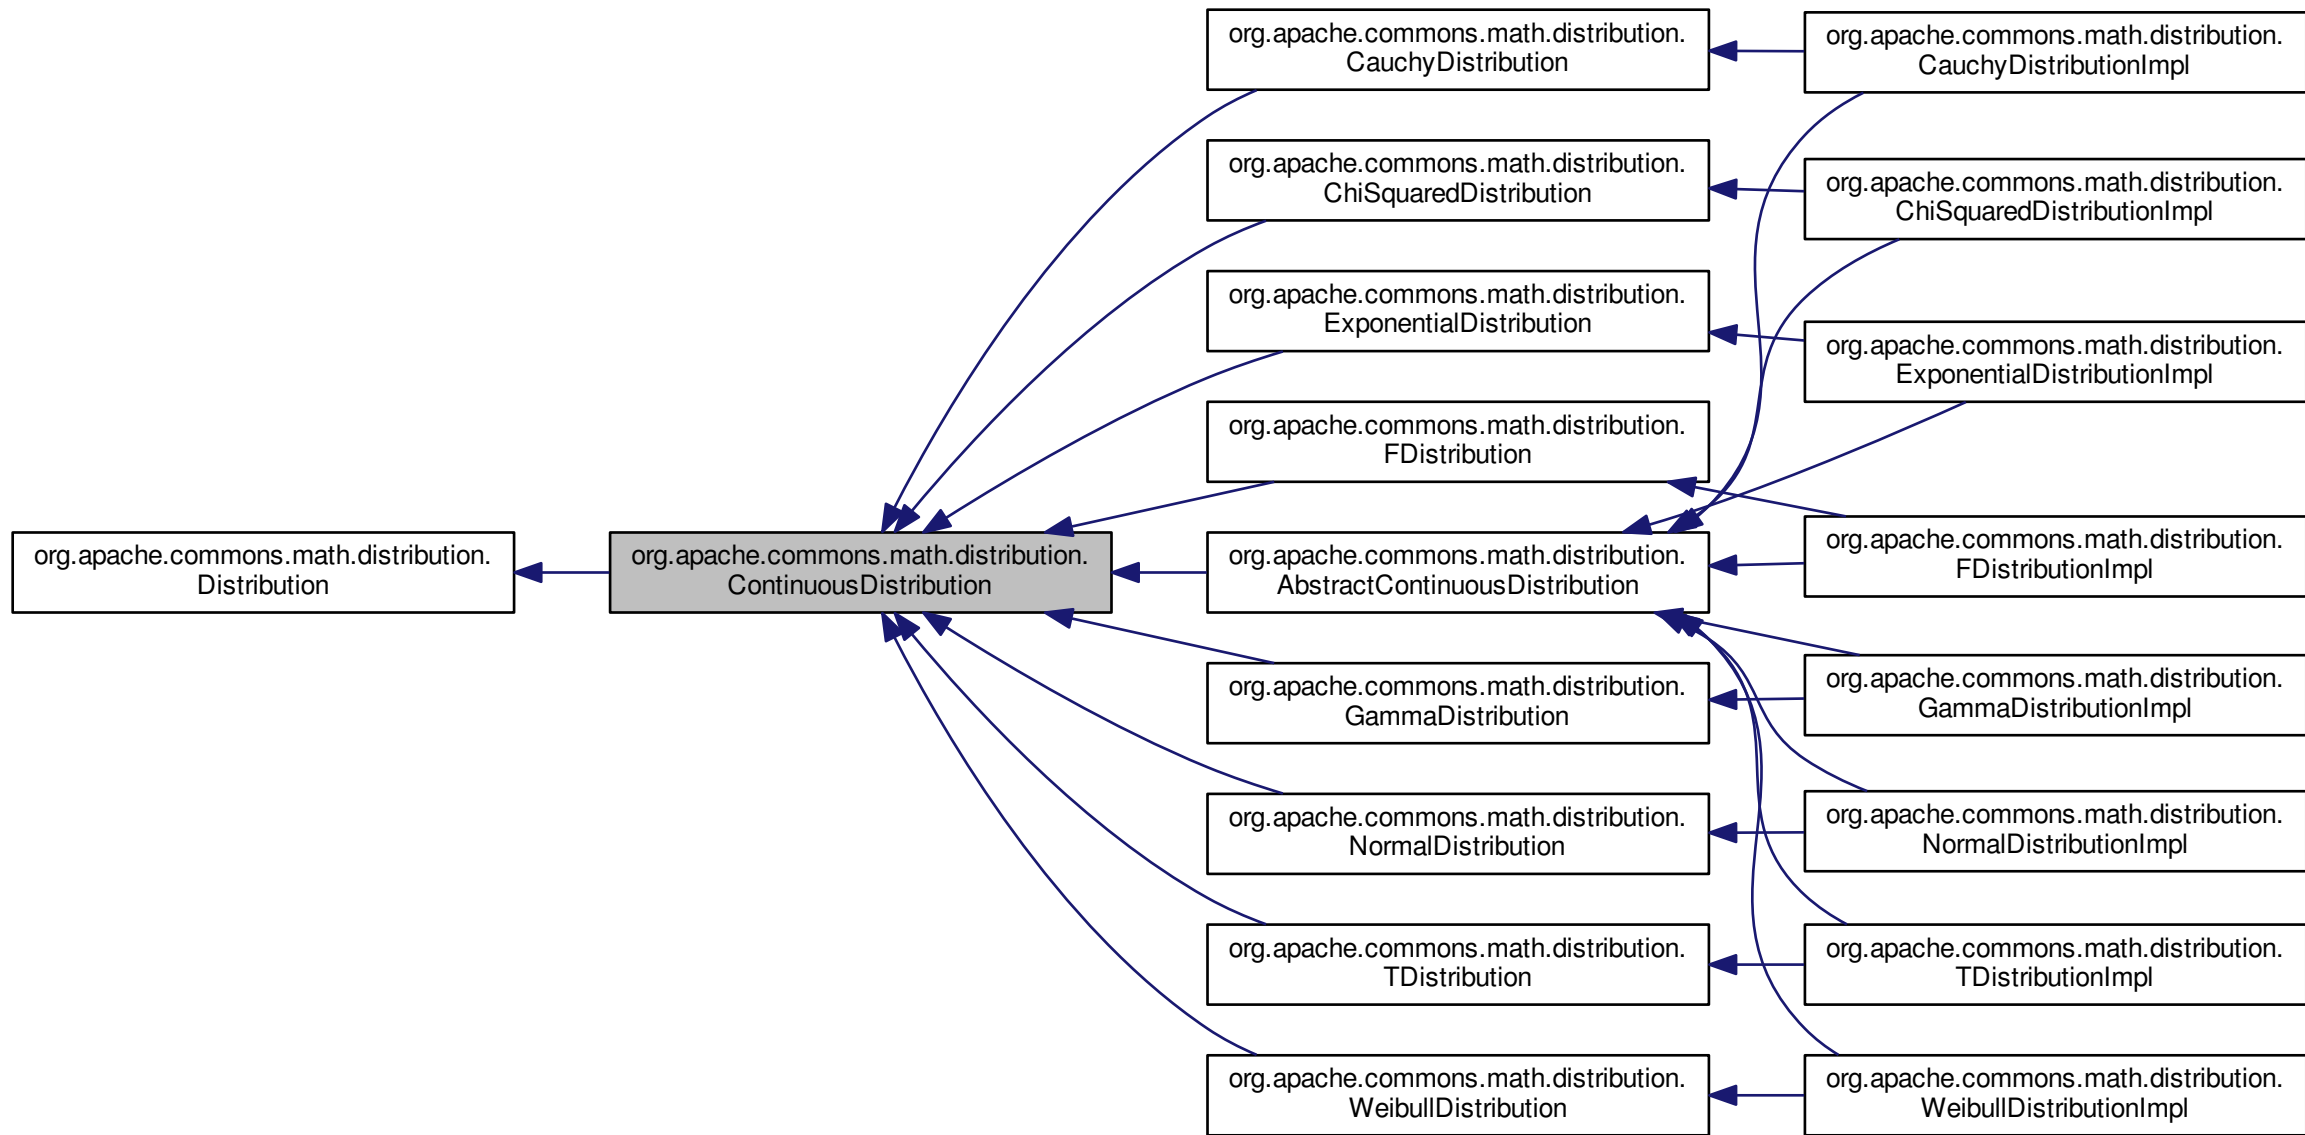 org.apache.commons.math.distribution.
Distribution
org.apache.commons.math.distribution.
ContinuousDistribution
org.apache.commons.math.distribution.
CauchyDistribution
org.apache.commons.math.distribution.
ChiSquaredDistribution
org.apache.commons.math.distribution.
ExponentialDistribution
org.apache.commons.math.distribution.
FDistribution
org.apache.commons.math.distribution.
AbstractContinuousDistribution
org.apache.commons.math.distribution.
GammaDistribution
org.apache.commons.math.distribution.
NormalDistribution
org.apache.commons.math.distribution.
TDistribution
org.apache.commons.math.distribution.
WeibullDistribution
org.apache.commons.math.distribution.
CauchyDistributionImpl
org.apache.commons.math.distribution.
ChiSquaredDistributionImpl
org.apache.commons.math.distribution.
ExponentialDistributionImpl
org.apache.commons.math.distribution.
FDistributionImpl
org.apache.commons.math.distribution.
GammaDistributionImpl
org.apache.commons.math.distribution.
NormalDistributionImpl
org.apache.commons.math.distribution.
TDistributionImpl
org.apache.commons.math.distribution.
WeibullDistributionImpl